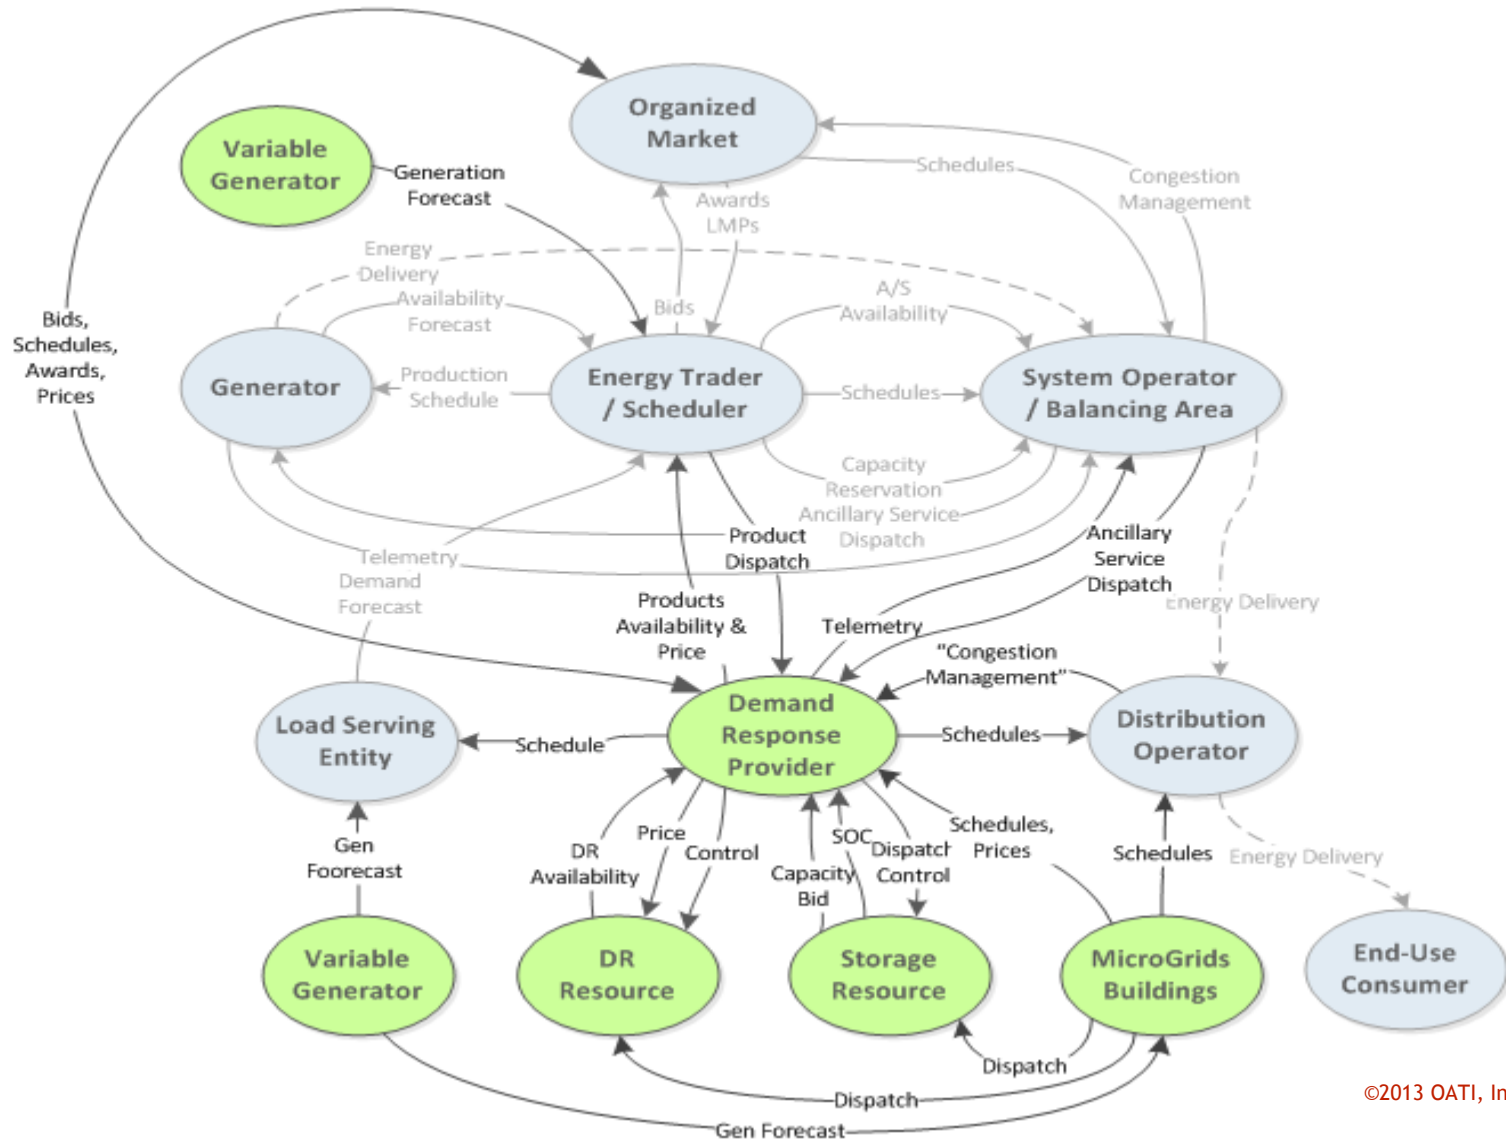 Organized
Market
Variable
Generator
Generation
Forecast
Schedules
Congestion
Management
Awards
LMPs
Energy
Delivery
Availability
Forecast
Bids
A/S
Availability
Bids,
Schedules,
Awards,
Prices
Generator
Production
Schedule
Energy Trader
/ Scheduler
Schedules
System Operator
/ Balancing Area
Capacity
Reservation
Ancillary Service
Dispatch
Product
Dispatch
Ancillary
Service
Dispatch
Telemetry
Demand
Forecast
Products
Availability &
Price
Telemetry
Energy Delivery
"Congestion
Management"
Load Serving
Entity
Schedule
Demand
Response
Provider
Schedules
Distribution
Operator
Gen
Foorecast
DR
Availability
Price
Control
Capacity
Bid
SOC
Dispatch
Control
Schedules,
Prices
Schedules
Energy Delivery
Variable
Generator
DR
Resource
Storage
Resource
MicroGrids
Buildings
End-Use
Consumer
Dispatch
Dispatch
Gen Forecast
©2013 OATI, In